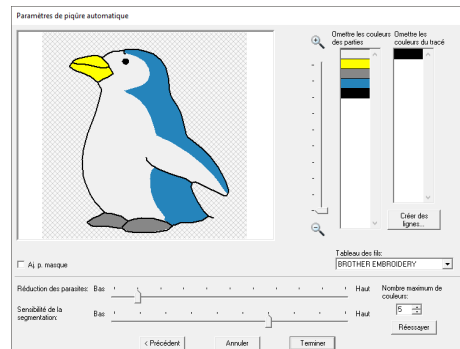 Paramètres de piqûre automatique
Omettre les couleurs des parties
Omettre les couleurs du tracé
Créer des lignes...
Aj. p. masque
Tableau des fils:
BROTHER EMBROIDERY
Réduction des parasites: Bas Haut
Nombre maximum de couleurs:
5
Sensibilité de la segmentation: Bas Haut
Réessayer
< Précédent Annuler Terminer